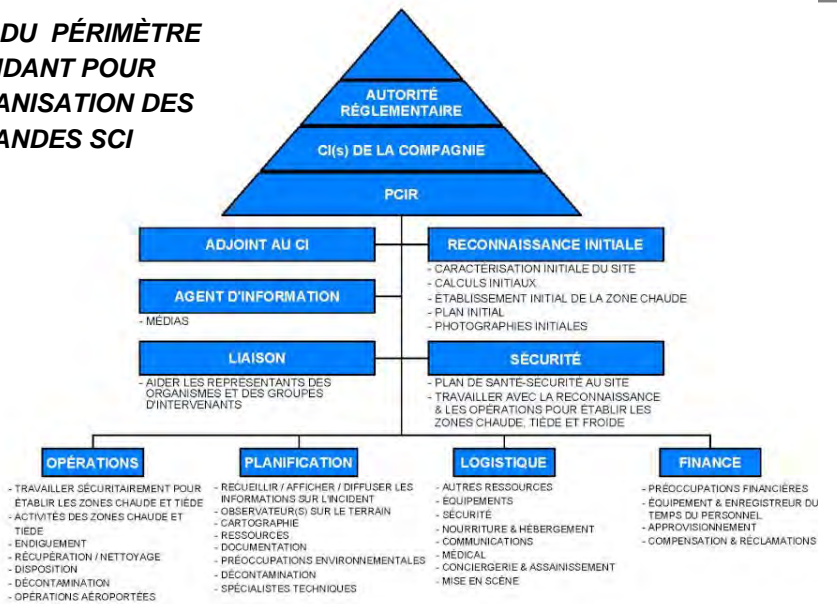 DU PÉRIMÈTRE
POUR
DES
SCI
AUTORITÉ
RÉGLEMENTAIRE
CI(s) DE LA COMPAGNIE
PCIR
ADJOINT AU CI
RECONNAISSANCE INITIALE
- CARACTÉRISATION INITIALE DU SITE
- CALCULS INITIAUX
- ÉTABLISSEMENT INITIAL DE LA ZONE CHAUDE
- PLAN INITIAL
- PHOTOGRAPHIES INITIALES
AGENT D'INFORMATION
- MÉDIAS
LIAISON
- AIDER LES REPRÉSENTANTS DES
ORGANISMES ET DES GROUPES
D'INTERVENANTS
SÉCURITÉ
- PLAN DE SANTÉ-SECURITÉ AU SITE
- TRAVAILLER AVEC LA RECONNAISSANCE
& LES OPÉRATIONS POUR ÉTABLIR LES
ZONES CHAUDE, TIÈDE ET FROIDE
OPÉRATIONS
- TRAVAILLER SÉCURITAIREMENT POUR
ÉTABLIR LES ZONES CHAUDE ET TIÈDE
- ACTIVITÉS DES ZONES CHAUDE ET
TIÈDE
- ENDIGUEMENT
- RÉCUPÉRATION / NETTOYAGE
- DISPOSITION
- DÉCONTAMINATION
- OPÉRATIONS AÉROPORTÉES
PLANIFICATION
- RECUEILLIR / AFFICHER / DIFFUSER LES
INFORMATIONS SUR L'INCIDENT
- OBSERVATEUR(S) SUR LE TERRAIN
- CARTOGRAPHIE
- RESSOURCES
- DOCUMENTATION
- PRÉOCCUPATIONS ENVIRONNEMENTALES
- DÉCONTAMINATION
- SPÉCIALISTES TECHNIQUES
LOGISTIQUE
- AUTRES RESSOURCES
- ÉQUIPEMENTS
- SÉCURITÉ
- NOURRITURE & HÉBERGEMENT
- COMMUNICATIONS
- MÉDICAL
- CONCIERGERIE & ASSAINISSEMENT
- MISE EN SCÈNE
FINANCE
- PRÉOCCUPATIONS FINANCIÈRES
- ÉQUIPEMENT & ENREGISTREUR DU
TEMPS DU PERSONNEL
- APPROVISIONNEMENT
- COMPENSATION & RÉCLAMATIONS